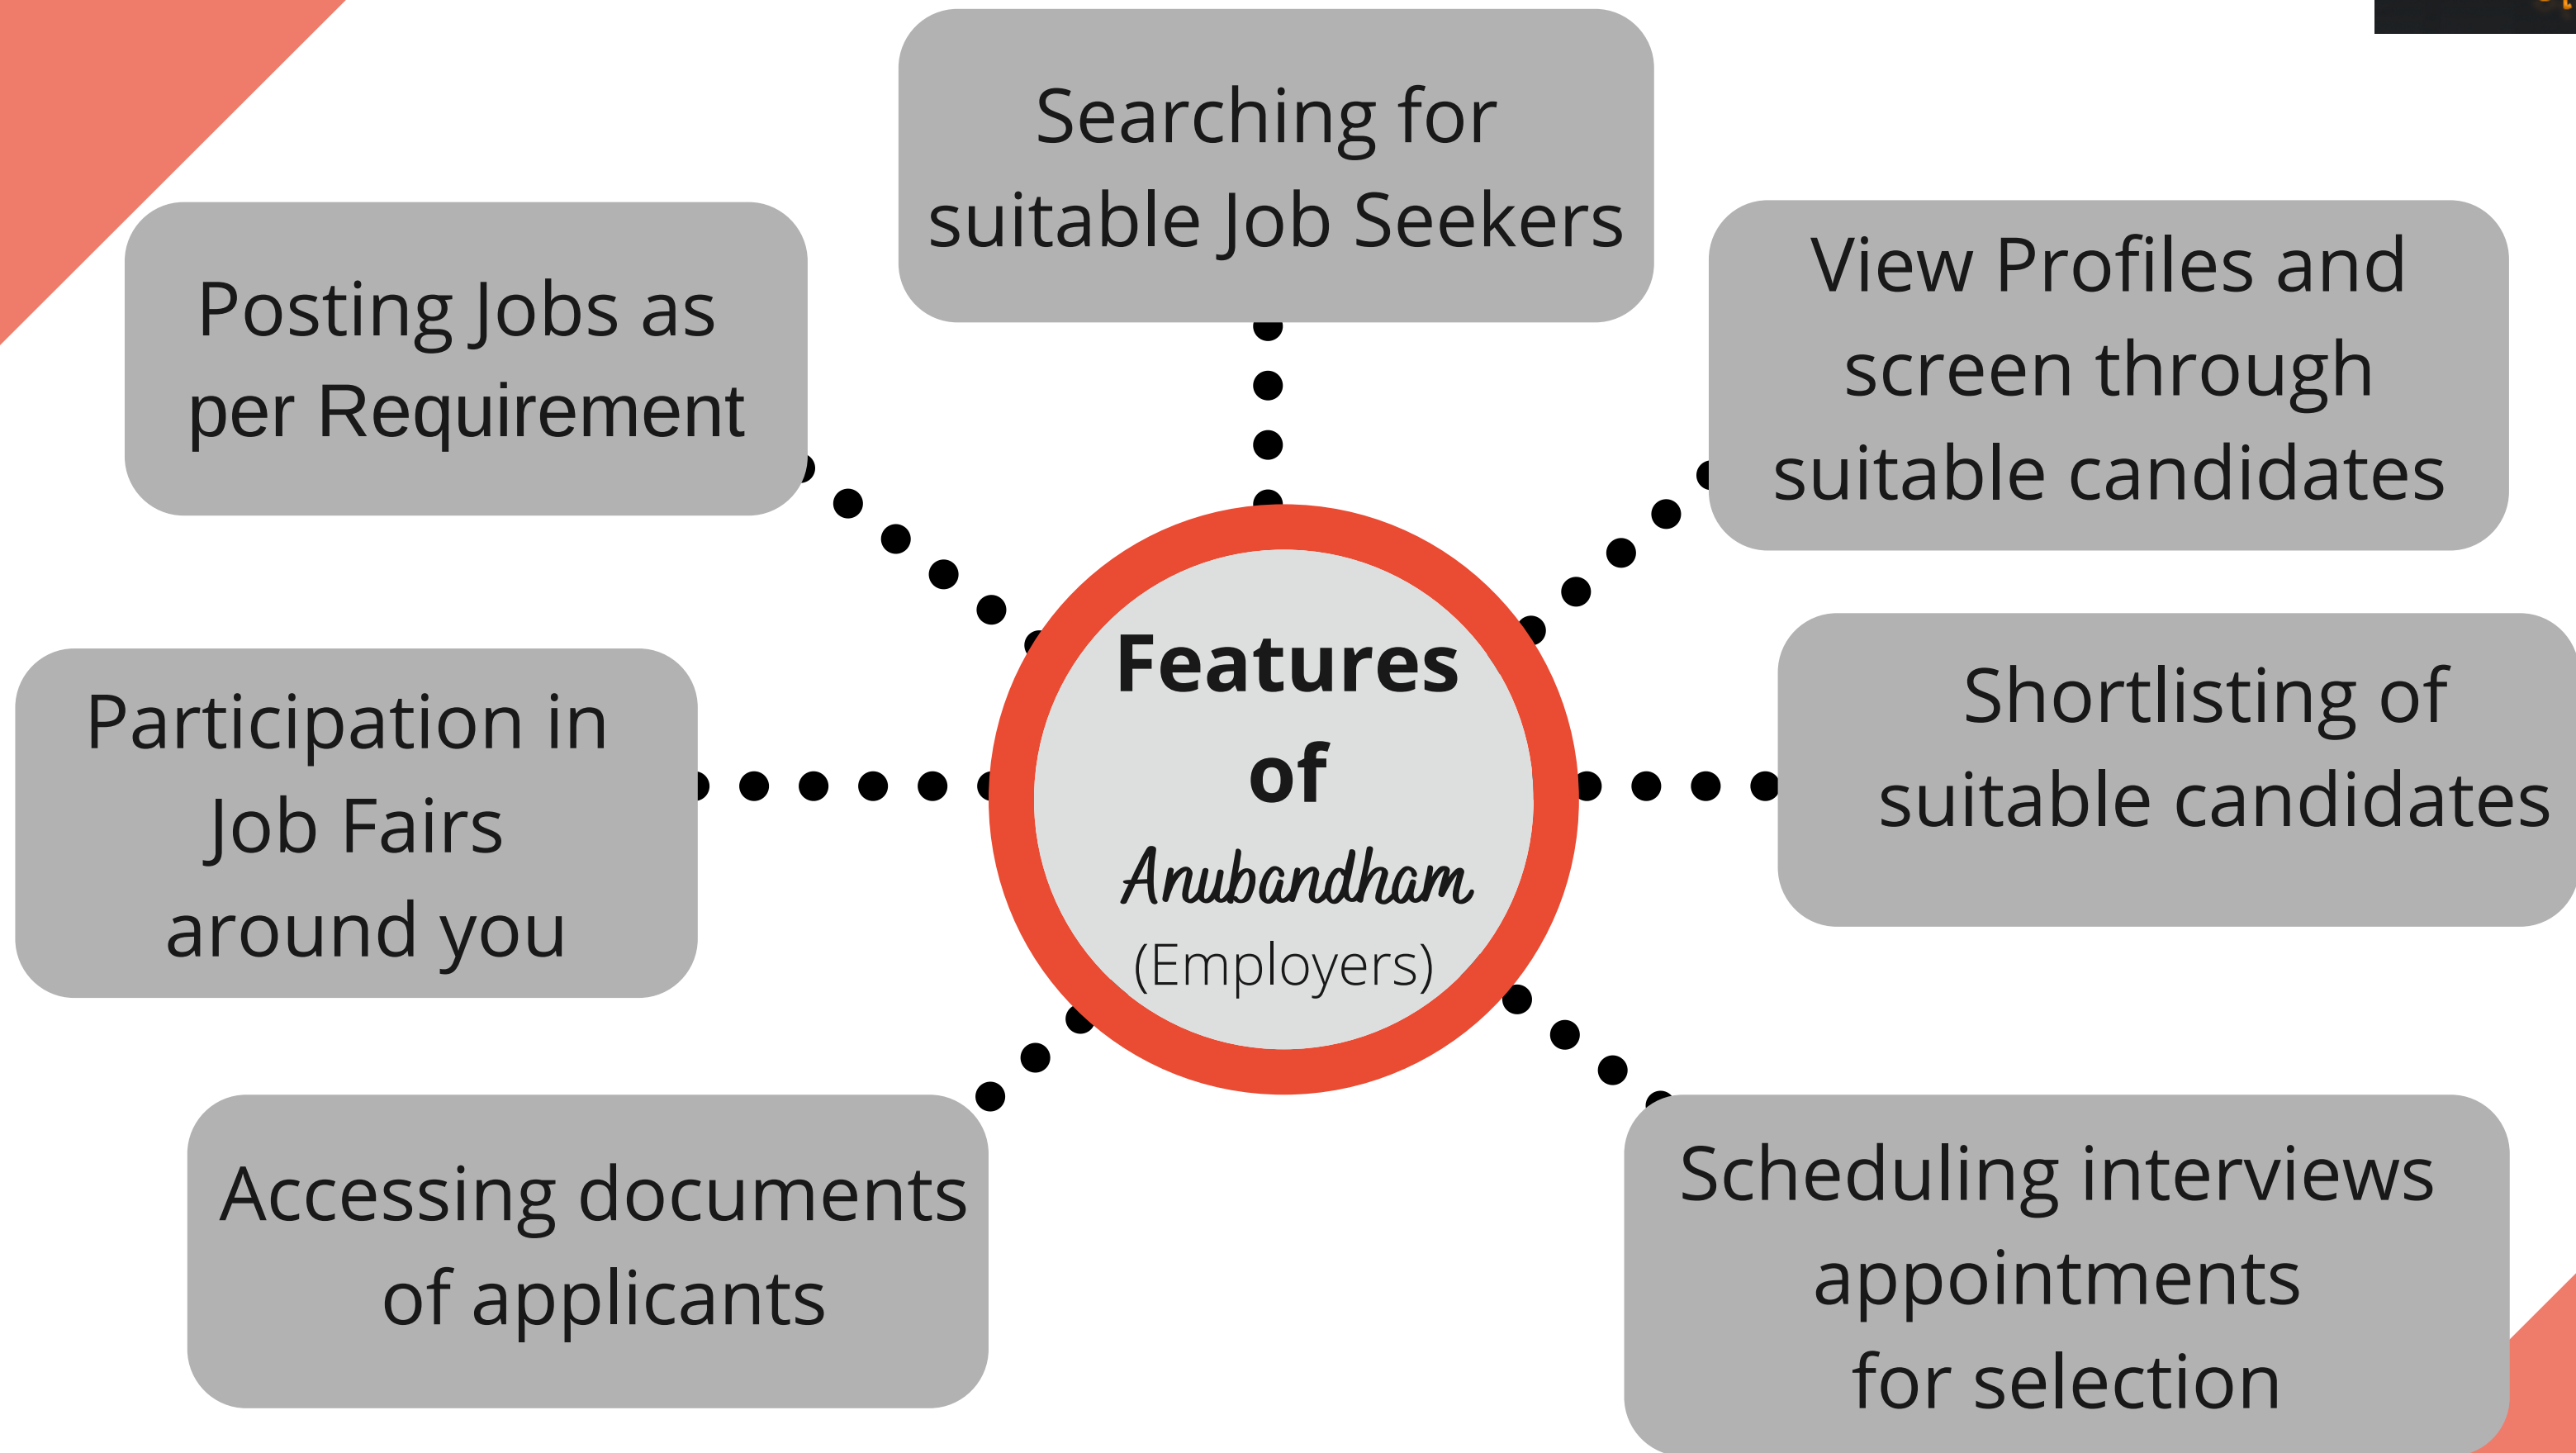 Searching for
suitable Job Seekers
Posting Jobs as
per Requirement
View Profiles and
screen through
suitable candidates
Features
of
Anubandham
(Employers)
Participation in
Job Fairs
around you
Shortlisting of
suitable candidates
Accessing documents
of applicants
Scheduling interviews
appointments
for selection